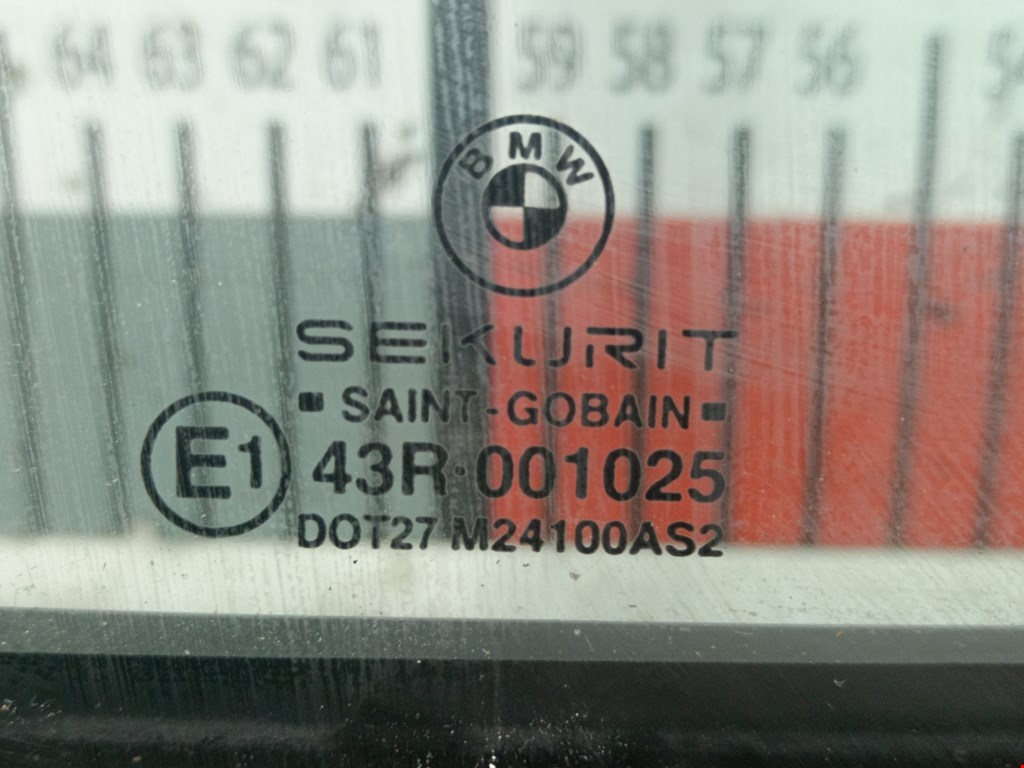 64 63 62 61 59 58 57 56
BMW
SEKURIT
SAINT-GOBAIN
E1
43R-001025
DOT27 M24100AS2